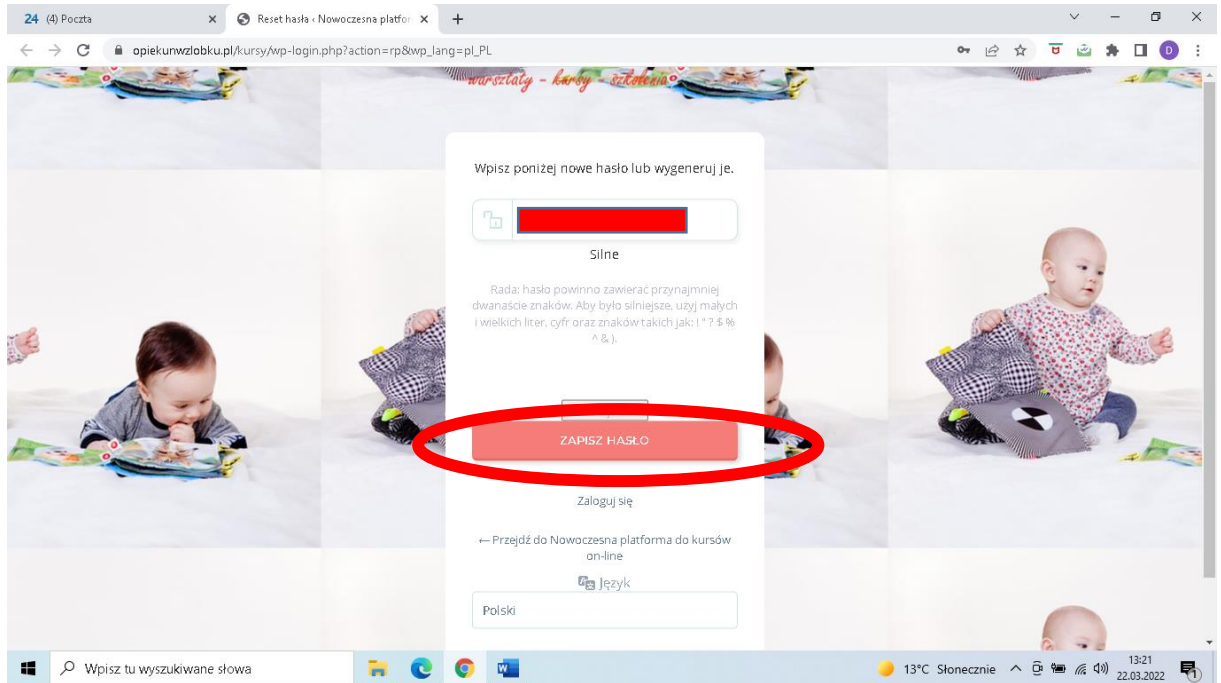 24 (4) Poczta
Reset hasła ‹ Nowoczesna platfor
opiekunwzlobku.pl/kursy/wp-login.php?action=rp&wp_lang=pl_PL
D
warsztaty - kursy - szkolenia
Wpisz poniżej nowe hasło lub wygeneruj je.
Silne
Rada: hasło powinno zawierać przynajmniej
dwanaście znaków. Aby było silniejsze, użyj małych
i wielkich liter, cyfr oraz znaków takich jak: ! " ? $ %
^ & ).
ZAPISZ HASŁO
Zaloguj się
← Przejdź do Nowoczesna platforma do kursów
on-line
Język
Polski
Wpisz tu wyszukiwane słowa
13°C Słonecznie
13:21
22.03.2022
1